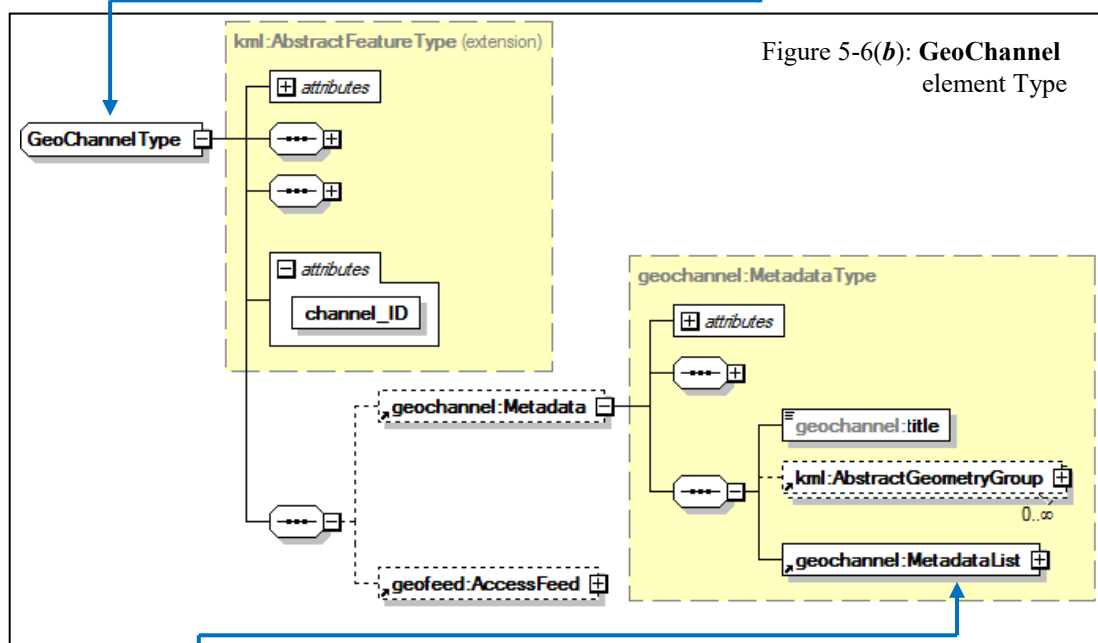 kml:AbstractFeatureType (extension)
Figure 5-6(b): GeoChannel
element Type
attributes
GeoChannelType
attributes
channel_ID
geochannel:MetadataType
attributes
geochannel:Metadata
geochannel:title
kml:AbstractGeometryGroup
0..∞
geochannel:MetadataList
geofeed:AccessFeed